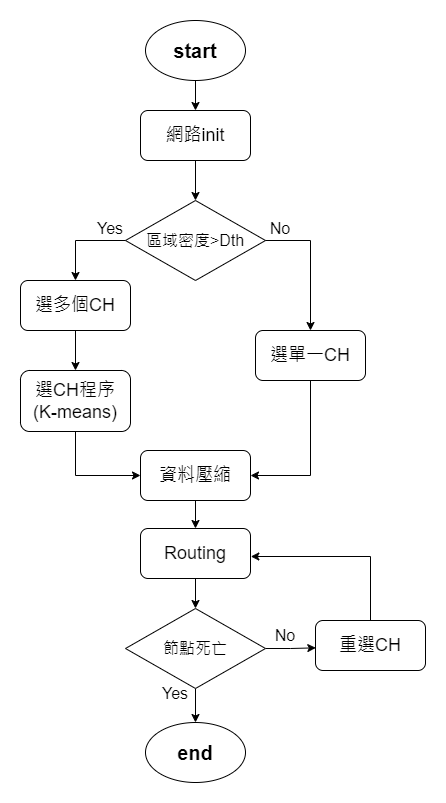 start
網路init
區域密度>Dth
Yes
No
選多個CH
選單一CH
選CH程序
(K-means)
資料壓縮
Routing
節點死亡
No
重選CH
Yes
end